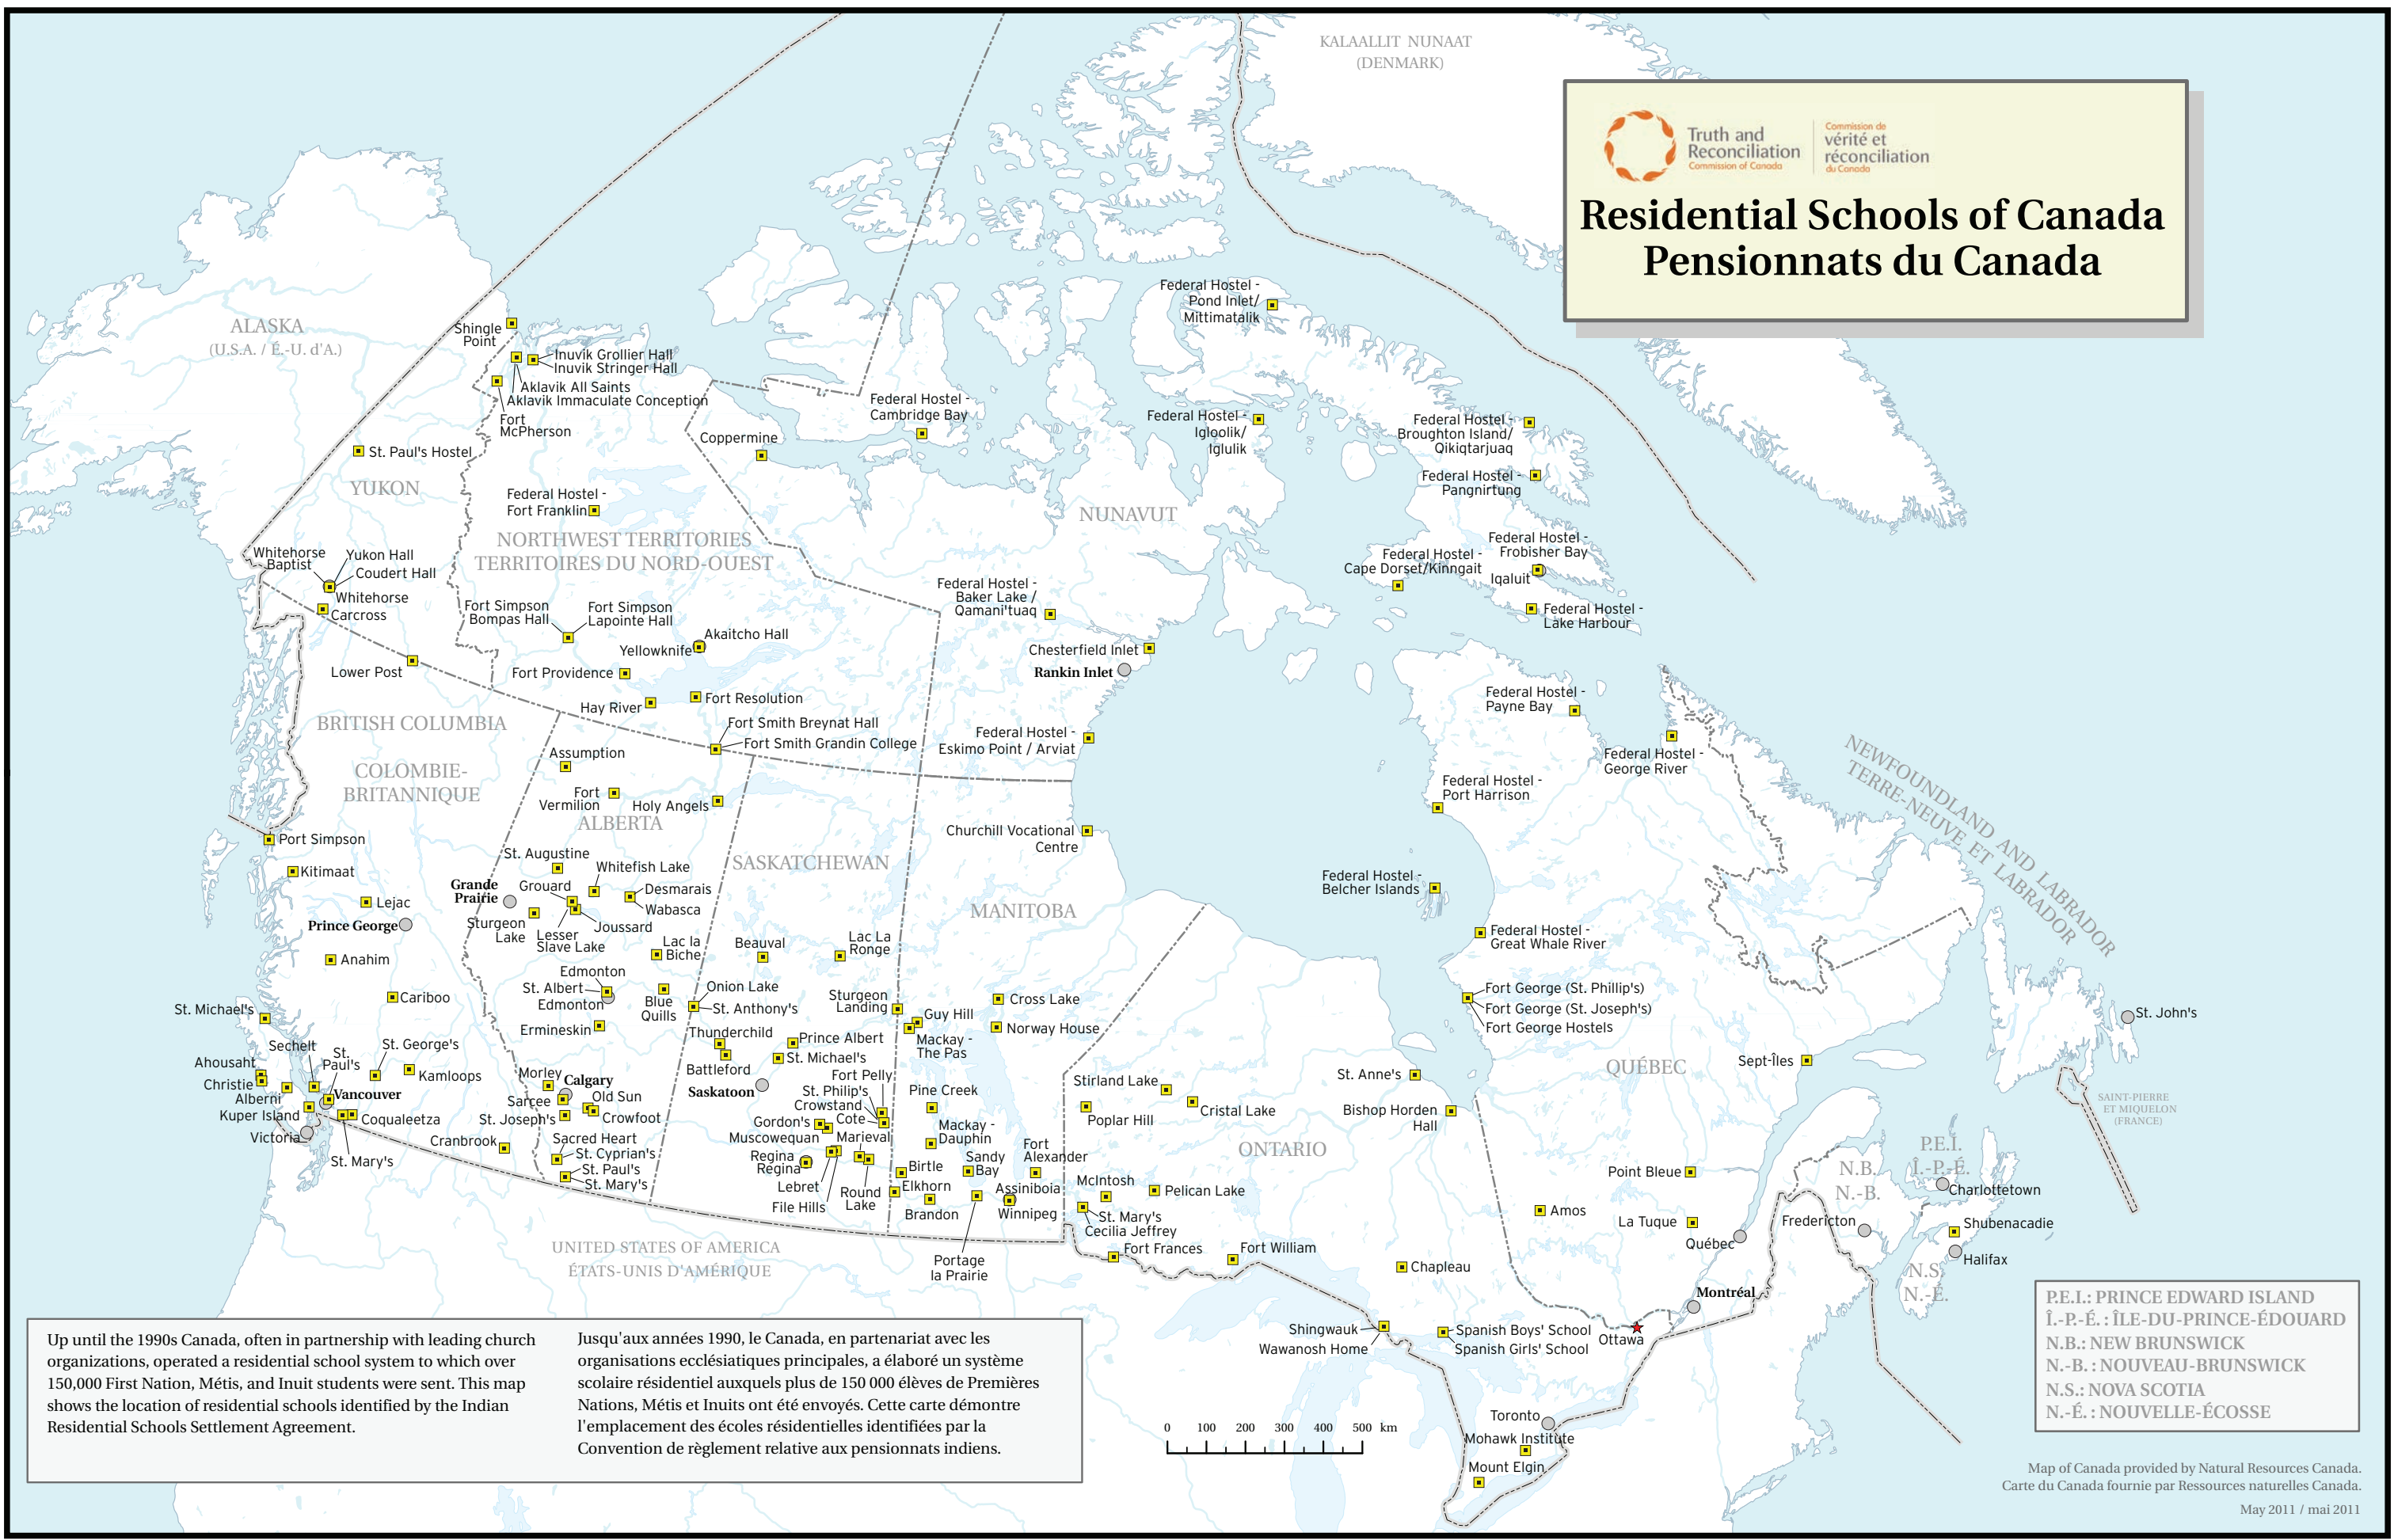 KALAALLIT NUNAAT
(DENMARK)
Truth and
Reconciliation
Commission of Canada
Commission de
vérité et
réconciliation
du Canada
Residential Schools of Canada
Pensionnats du Canada
ALASKA
(U.S.A. / É.-U. d'A.)
Shingle
Point
Inuvik Grollier Hall
Inuvik Stringer Hall
Aklavik All Saints
Aklavik Immaculate Conception
Fort
McPherson
St. Paul's Hostel
YUKON
Federal Hostel -
Fort Franklin
NORTHWEST TERRITORIES
TERRITOIRES DU NORD-OUEST
Coppermine
Federal Hostel -
Cambridge Bay
Federal Hostel -
Pond Inlet/
Mittimatalik
Federal Hostel -
Igloolik/
Iglulik
Federal Hostel -
Broughton Island/
Qikiqtarjuaq
Federal Hostel -
Pangnirtung
NUNAVUT
Federal Hostel -
Frobisher Bay
Iqaluit
Federal Hostel -
Cape Dorset/Kinngait
Federal Hostel -
Lake Harbour
Federal Hostel -
Baker Lake /
Qamani'tuaq
Chesterfield Inlet
Rankin Inlet
Federal Hostel -
Eskimo Point / Arviat
Whitehorse
Baptist
Yukon Hall
Coudert Hall
Whitehorse
Carcross
Lower Post
Fort Simpson
Bompas Hall
Fort Simpson
Lapointe Hall
Akaitcho Hall
Yellowknife
Fort Providence
Hay River
Fort Resolution
Fort Smith Breynat Hall
Fort Smith Grandin College
BRITISH COLUMBIA
COLOMBIE-
BRITANNIQUE
Assumption
Fort
Vermilion
Holy Angels
ALBERTA
SASKATCHEWAN
MANITOBA
Churchill Vocational
Centre
Federal Hostel -
Payne Bay
Federal Hostel -
George River
Federal Hostel -
Port Harrison
Federal Hostel -
Belcher Islands
Federal Hostel -
Great Whale River
NEWFOUNDLAND AND LABRADOR
TERRE-NEUVE ET LABRADOR
Port Simpson
Kitimaat
Lejac
Prince George
Anahim
Cariboo
St. Michael's
Sechelt
St.
Paul's
St. George's
Kamloops
Ahousaht
Christie
Alberni
Kuper Island
Victoria
Vancouver
Coqualeetza
St. Mary's
Cranbrook
St. Augustine
Whitefish Lake
Grande
Prairie
Grouard
Desmarais
Wabasca
Sturgeon
Lake
Lesser
Slave Lake
Joussard
Lac la
Biche
Edmonton
St. Albert
Edmonton
Blue
Quills
Ermineskin
Morley
Calgary
Sarcee
Old Sun
Crowfoot
St. Joseph's
Sacred Heart
St. Cyprian's
St. Paul's
St. Mary's
Beauval
Lac La
Ronge
Onion Lake
St. Anthony's
Thunderchild
Battleford
Prince Albert
St. Michael's
Saskatoon
Sturgeon
Landing
Fort Pelly
St. Philip's
Crowstand
Cote
Gordon's
Muscowequan
Marieval
Regina
Regina
Lebret
File Hills
Round
Lake
Guy Hill
Mackay -
The Pas
Cross Lake
Norway House
Pine Creek
Mackay -
Dauphin
Birtle
Elkhorn
Brandon
Sandy
Bay
Fort
Alexander
Assiniboia
Winnipeg
Portage
la Prairie
Stirland Lake
Poplar Hill
Cristal Lake
ONTARIO
McIntosh
Pelican Lake
St. Mary's
Cecilia Jeffrey
Fort Frances
Fort William
St. Anne's
Bishop Horden
Hall
Chapleau
Shingwauk
Wawanosh Home
Spanish Boys' School
Spanish Girls' School
Ottawa
Toronto
Mohawk Institute
Mount Elgin
Fort George (St. Phillip's)
Fort George (St. Joseph's)
Fort George Hostels
QUÉBEC
Sept-Îles
Point Bleue
Amos
La Tuque
Québec
Montréal
St. John's
SAINT-PIERRE
ET MIQUELON
(FRANCE)
P.E.I.
Î.-P.-É.
N.B.
N.-B.
Charlottetown
Fredericton
Shubenacadie
Halifax
N.S.
N.-É.
UNITED STATES OF AMERICA
ÉTATS-UNIS D'AMÉRIQUE
Up until the 1990s Canada, often in partnership with leading church
organizations, operated a residential school system to which over
150,000 First Nation, Métis, and Inuit students were sent. This map
shows the location of residential schools identified by the Indian
Residential Schools Settlement Agreement.
Jusqu'aux années 1990, le Canada, en partenariat avec les
organisations ecclésiatiques principales, a élaboré un système
scolaire résidentiel auxquels plus de 150 000 élèves de Premières
Nations, Métis et Inuits ont été envoyés. Cette carte démontre
l'emplacement des écoles résidentielles identifiées par la
Convention de règlement relative aux pensionnats indiens.
0 100 200 300 400 500 km
P.E.I.: PRINCE EDWARD ISLAND
Î.-P.-É. : ÎLE-DU-PRINCE-ÉDOUARD
N.B.: NEW BRUNSWICK
N.-B. : NOUVEAU-BRUNSWICK
N.S.: NOVA SCOTIA
N.-É. : NOUVELLE-ÉCOSSE
Map of Canada provided by Natural Resources Canada.
Carte du Canada fournie par Ressources naturelles Canada.
May 2011 / mai 2011